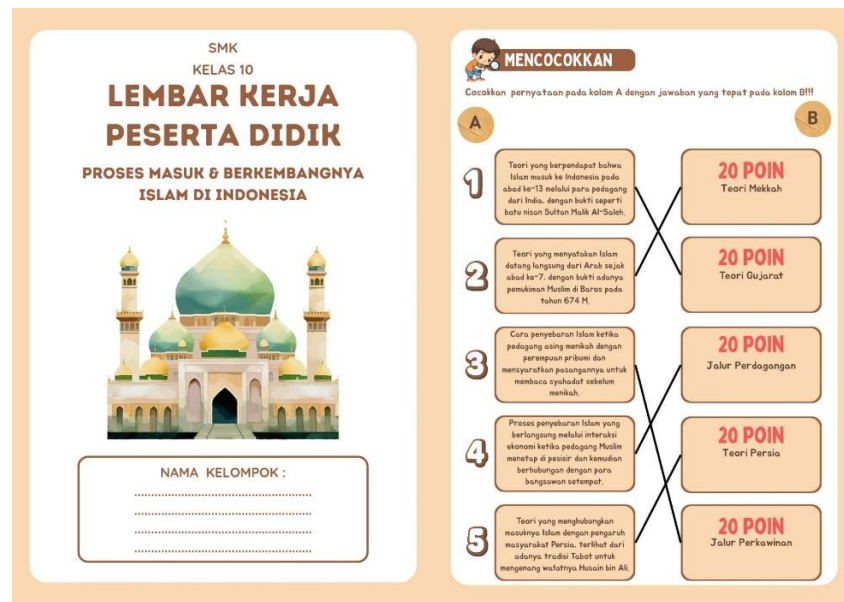 SMK
KELAS 10
LEMBAR KERJA
PESERTA DIDIK
PROSES MASUK & BERKEMBANGNYA
ISLAM DI INDONESIA
NAMA KELOMPOK :
MENCOCOKKAN
Cocokkan pernyataan pada kolom A dengan jawaban yang tepat pada kolom B!!!
A
B
1
Teori yang berpendapat bahwa
Islam masuk ke Indonesia pada
abad ke-13 melalui para pedagang
dari India, dengan bukti seperti
batu nisan Sultan Malik Al-Saleh.
20 POIN
Teori Mekkah
2
Teori yang menyatakan Islam
datang langsung dari Arab sejak
abad ke-7, dengan bukti adanya
pemukiman Muslim di Baros pada
tahun 674 M.
20 POIN
Teori Gujarat
3
Cara penyebaran Islam ketika
pedagang asing menikah dengan
perempuan pribumi dan
mensyaratkan pasangannya untuk
membaca syahadat sebelum
menikah.
20 POIN
Jalur Perdagangan
4
Proses penyebaran Islam yang
berlangsung melalui interaksi
ekonomi ketika pedagang Muslim
menetap di pesisir dan kemudian
berhubungan dengan para
bangsawan setempat.
20 POIN
Teori Persia
5
Teori yang menghubungkan
masuknya Islam dengan pengaruh
masyarakat Persia, terlihat dari
adanya tradisi Tabot untuk
mengenang wafatnya Husain bin Ali.
20 POIN
Jalur Perkawinan